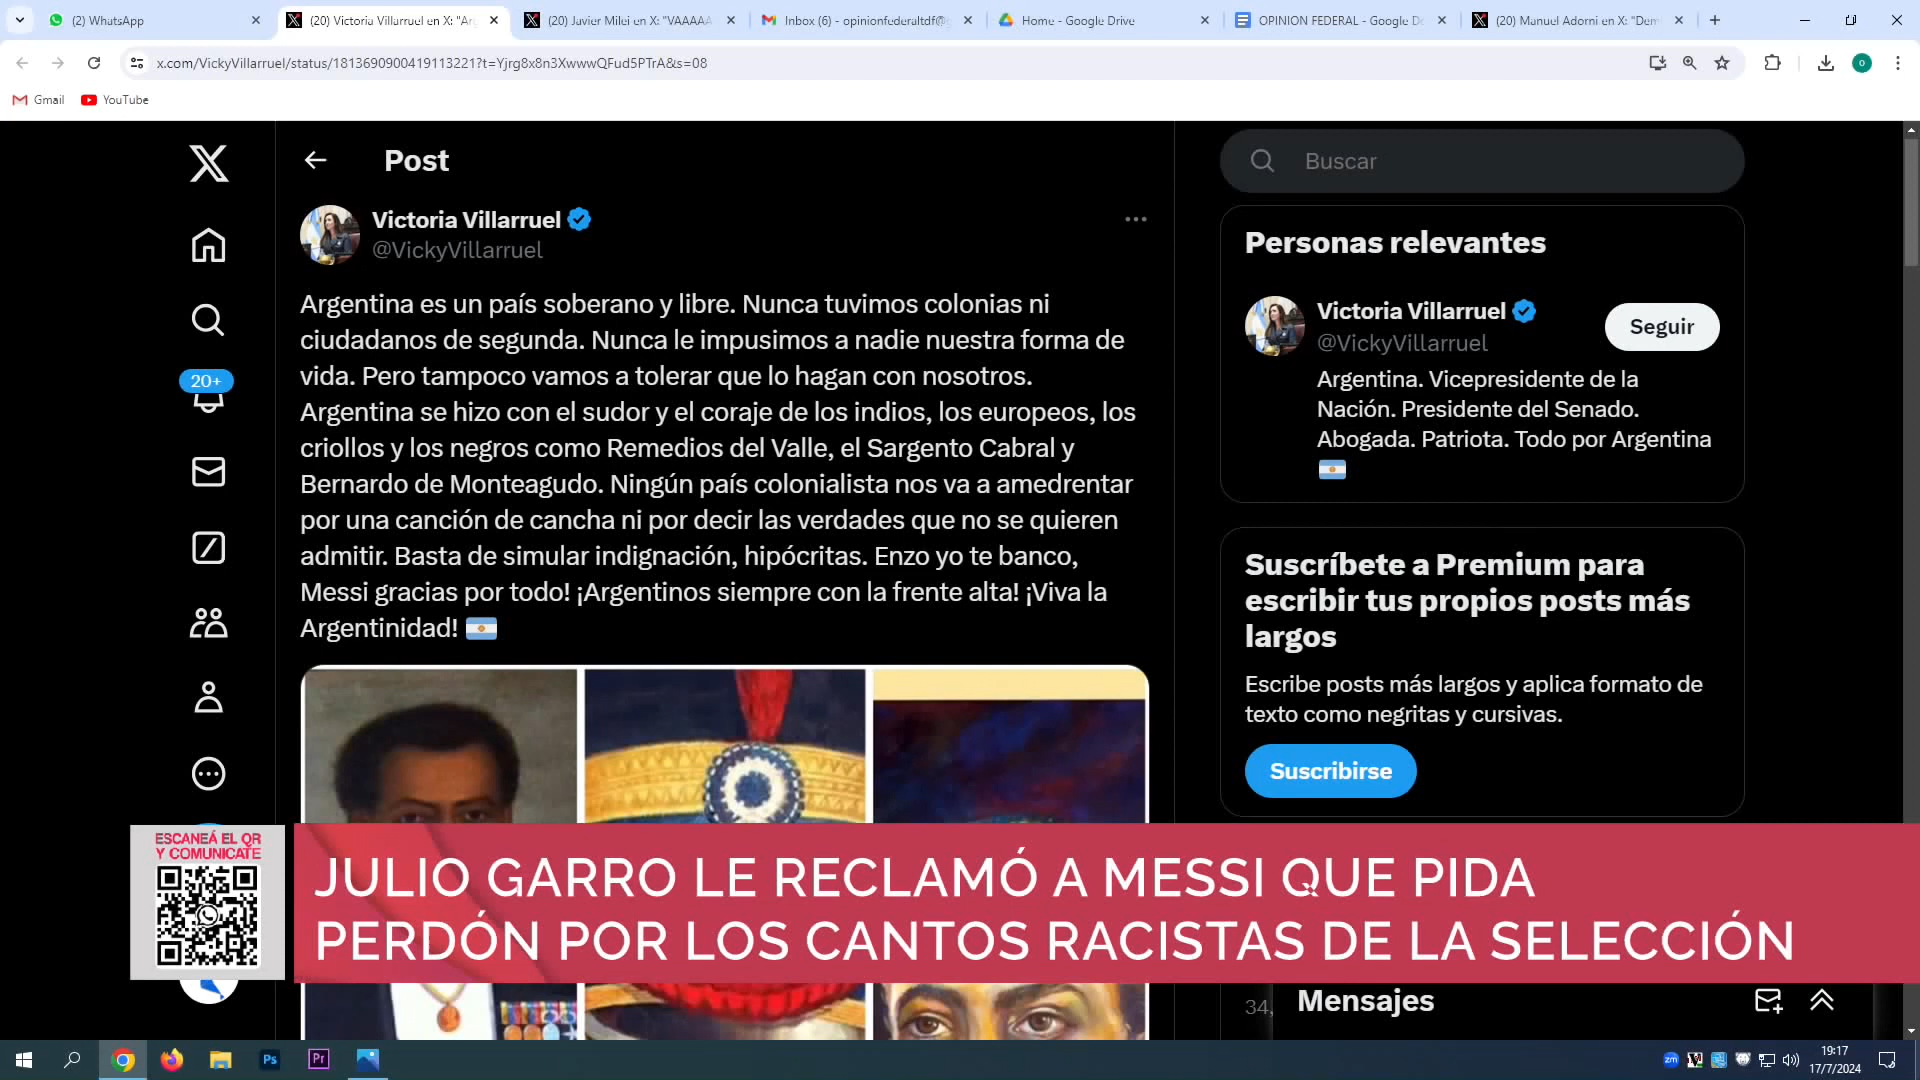 (2) WhatsApp
(20) Victoria Villarruel en X: "Arg
(20) Javier Milei en X: "VAAAAA
Inbox (6) - opinionfederaltdf@
Home - Google Drive
OPINION FEDERAL - Google Do
(20) Manuel Adorni en X: "Dem
x.com/VickyVillarruel/status/1813690900419113221?t=Yjrg8x8n3XwwwQFud5PTrA&s=08
Gmail
YouTube
Post
Buscar
Victoria Villarruel
@VickyVillarruel
Argentina es un país soberano y libre. Nunca tuvimos colonias ni
ciudadanos de segunda. Nunca le impusimos a nadie nuestra forma de
vida. Pero tampoco vamos a tolerar que lo hagan con nosotros.
Argentina se hizo con el sudor y el coraje de los indios, los europeos, los
criollos y los negros como Remedios del Valle, el Sargento Cabral y
Bernardo de Monteagudo. Ningún país colonialista nos va a amedrentar
por una canción de cancha ni por decir las verdades que no se quieren
admitir. Basta de simular indignación, hipócritas. Enzo yo te banco,
Messi gracias por todo! ¡Argentinos siempre con la frente alta! ¡Viva la
Argentinidad!
20+
Personas relevantes
Victoria Villarruel
@VickyVillarruel
Seguir
Argentina. Vicepresidente de la
Nación. Presidente del Senado.
Abogada. Patriota. Todo por Argentina
Suscríbete a Premium para
escribir tus propios posts más
largos
Escribe posts más largos y aplica formato de
texto como negritas y cursivas.
Suscribirse
ESCANEÁ EL QR
Y COMUNICATE
JULIO GARRO LE RECLAMÓ A MESSI QUE PIDA
PERDÓN POR LOS CANTOS RACISTAS DE LA SELECCIÓN
34,
Mensajes
Ps
Pr
zm
19:17
17/7/2024